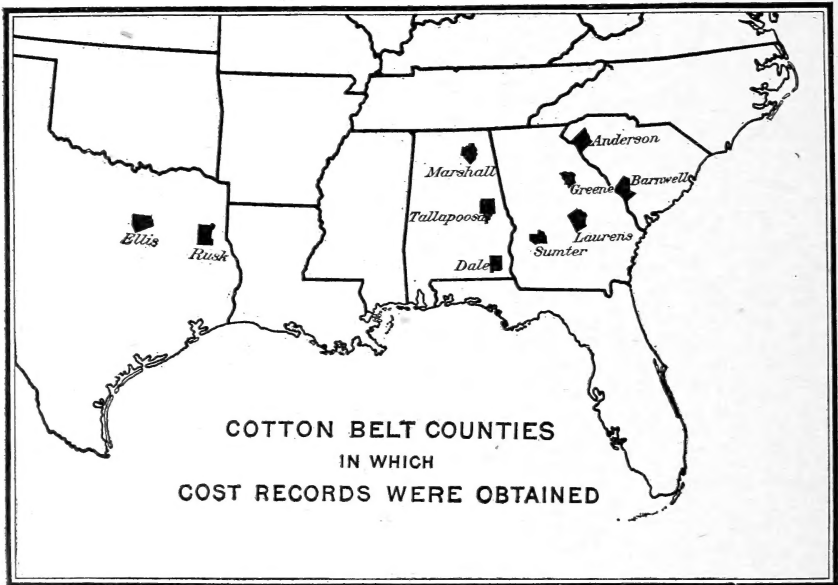 Anderson
Marshall
Greene
Barnwell
Tallapoosa
Ellis
Rusk
Laurens
Sumter
Dale
COTTON BELT COUNTIES
IN WHICH
COST RECORDS WERE OBTAINED